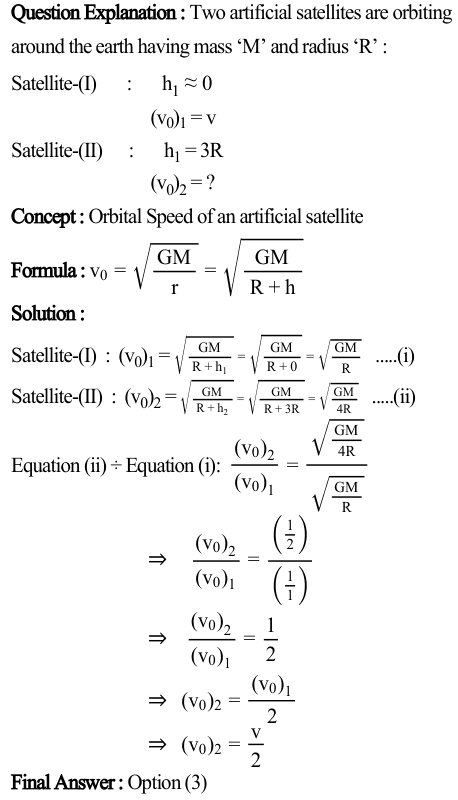 Question Explanation : Two artificial satellites are orbiting
around the earth having mass ‘M’ and radius ‘R’ :
Satellite-(I) : h₁ ≈ 0
(v₀)₁ = v
Satellite-(II) : h₁ = 3R
(v₀)₂ = ?
Concept : Orbital Speed of an artificial satellite
Formula : v₀ = √(GM/r) = √(GM/(R + h))
Solution :
Satellite-(I) : (v₀)₁ = √(GM/(R + h₁)) = √(GM/(R + 0)) = √(GM/R) .....(i)
Satellite-(II) : (v₀)₂ = √(GM/(R + h₂)) = √(GM/(R + 3R)) = √(GM/4R) .....(ii)
Equation (ii) ÷ Equation (i): (v₀)₂/(v₀)₁ = √(GM/4R)/√(GM/R)
⇒ (v₀)₂/(v₀)₁ = (1/2)/(1/1)
⇒ (v₀)₂/(v₀)₁ = 1/2
⇒ (v₀)₂ = (v₀)₁/2
⇒ (v₀)₂ = v/2
Final Answer : Option (3)